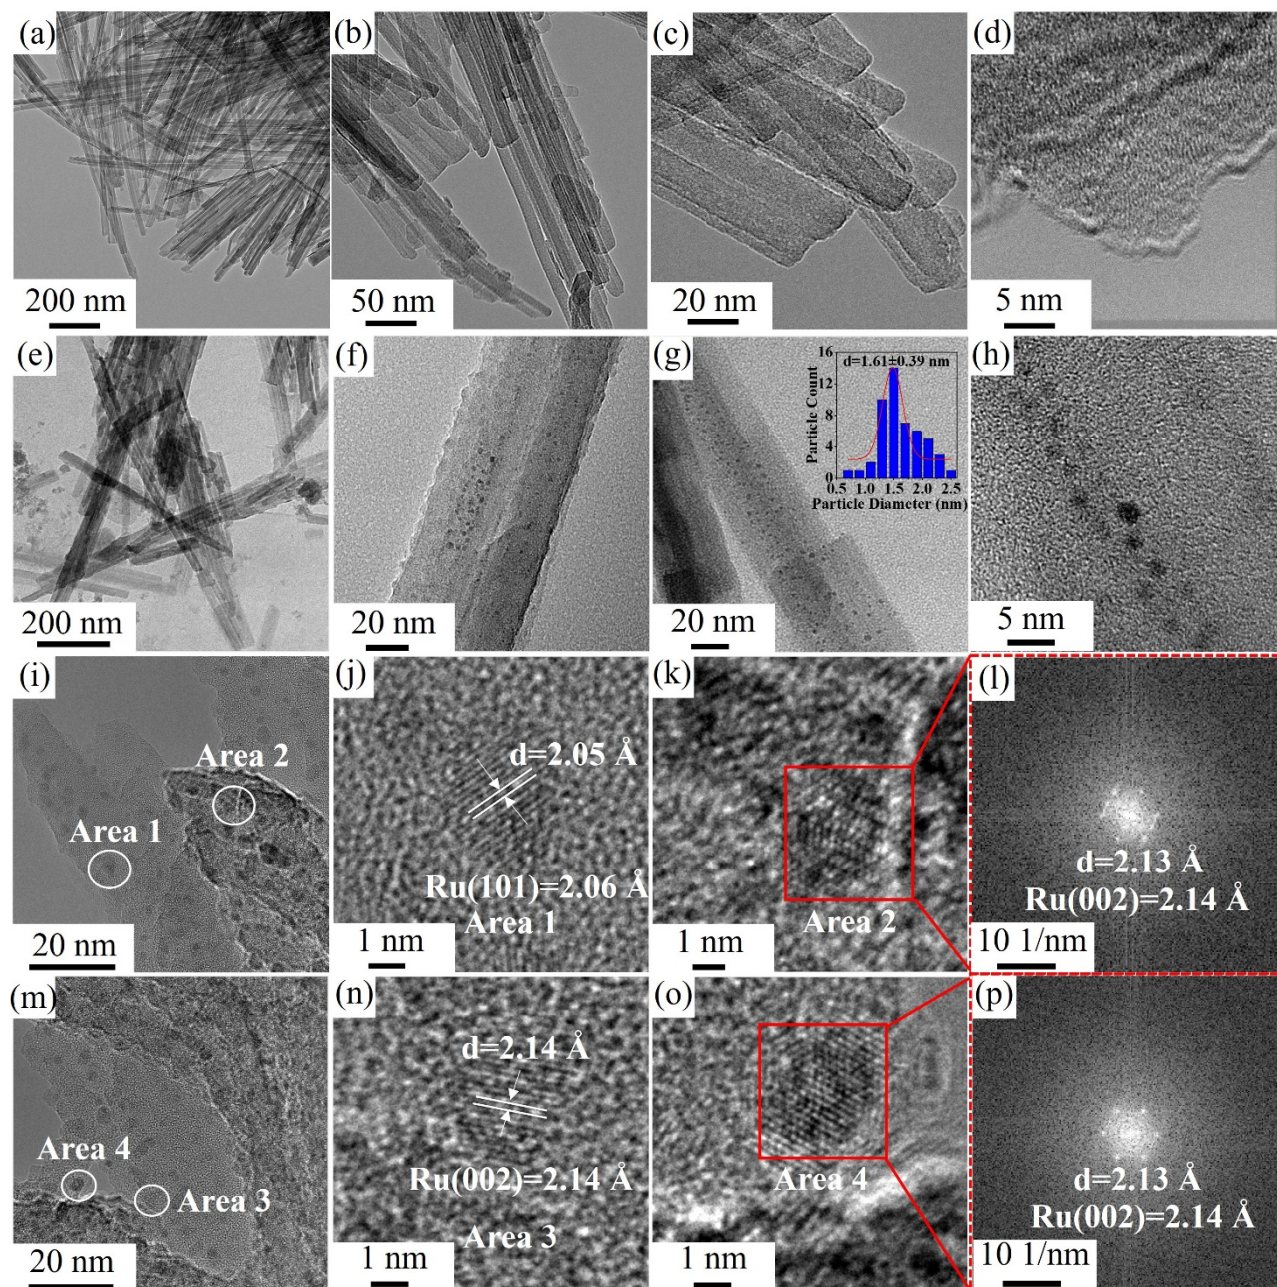 (a)
200 nm
(b)
50 nm
(c)
20 nm
(d)
5 nm
(e)
200 nm
(f)
20 nm
(g)
d=1.61±0.39 nm
Particle Count
16
12
8
4
0
0.5 1.0 1.5 2.0 2.5
Particle Diameter (nm)
20 nm
(h)
5 nm
(i)
Area 2
Area 1
20 nm
(j)
d=2.05 Å
Ru(101)=2.06 Å
Area 1
1 nm
(k)
Area 2
1 nm
(l)
d=2.13 Å
Ru(002)=2.14 Å
10 1/nm
(m)
Area 4
Area 3
20 nm
(n)
d=2.14 Å
Ru(002)=2.14 Å
Area 3
1 nm
(o)
Area 4
1 nm
(p)
d=2.13 Å
Ru(002)=2.14 Å
10 1/nm